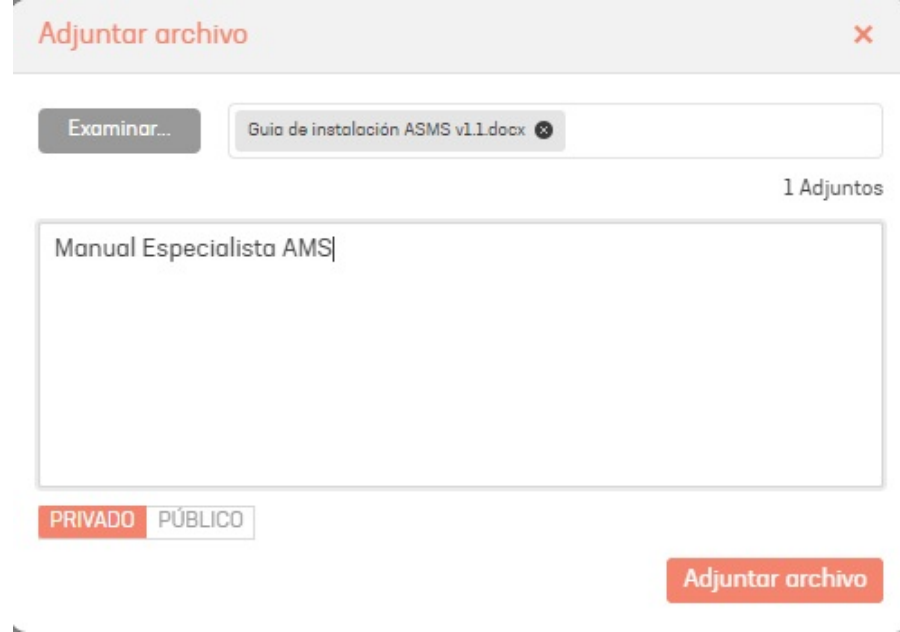 Adjuntar archivo
Examinar... Guia de instalación ASMS v1.1.docx
1 Adjuntos
Manual Especialista AMS
PRIVADO PÚBLICO
Adjuntar archivo